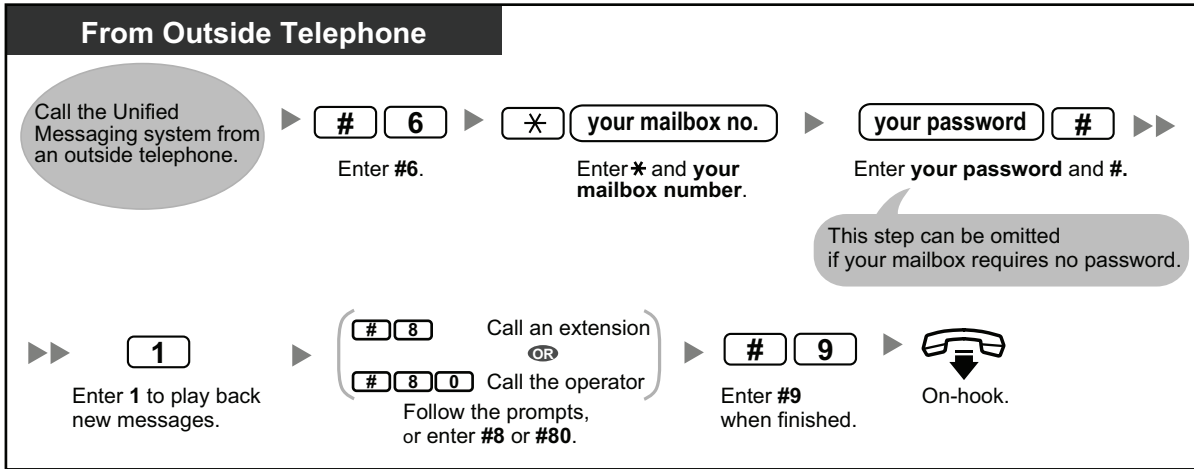 From Outside Telephone
Call the Unified
Messaging system from
an outside telephone.
# 6
Enter #6.
* your mailbox no.
Enter * and your
mailbox number.
your password #
Enter your password and #.
This step can be omitted
if your mailbox requires no password.
1
Enter 1 to play back
new messages.
# 8 Call an extension
OR
# 8 0 Call the operator
Follow the prompts,
or enter #8 or #80.
# 9
Enter #9
when finished.
On-hook.